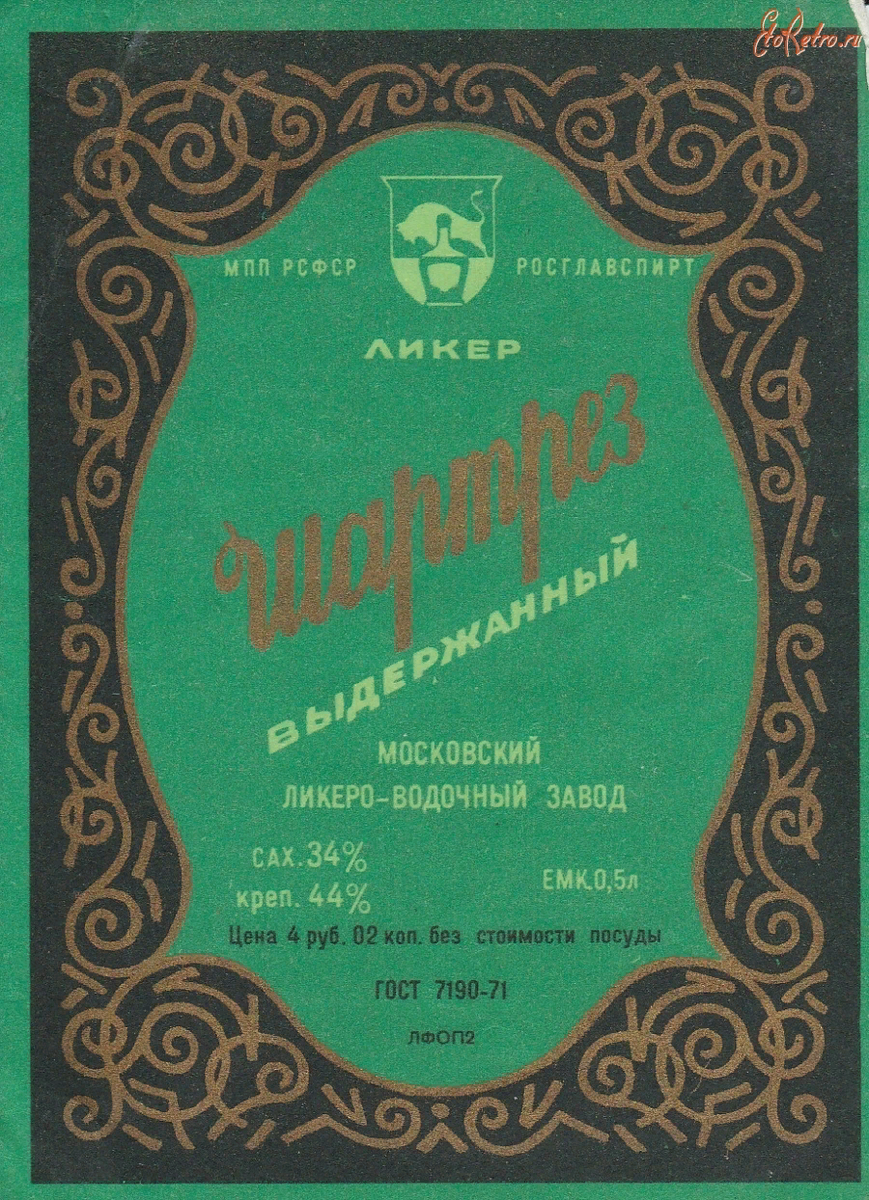 EtoRetro.ru
МПП РСФСР РОСГЛАВСПИРТ
ЛИКЕР
Шартрез
ВЫДЕРЖАННЫЙ
МОСКОВСКИЙ
ЛИКЕРО-ВОДОЧНЫЙ ЗАВОД
САХ. 34%
ЕМК.0,5л
креп. 44%
Цена 4 руб. 02 коп. без стоимости посуды
ГОСТ 7190-71
ЛФОП2